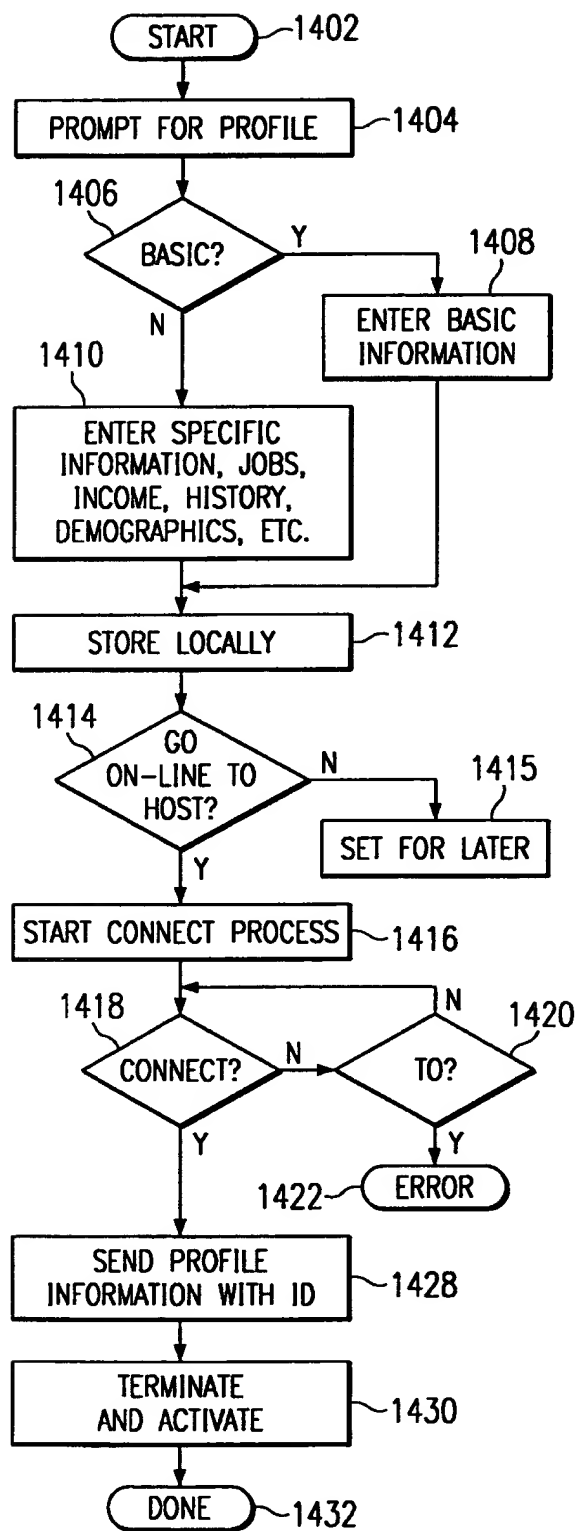 START
1402
PROMPT FOR PROFILE
1404
1406
BASIC?
Y
N
1408
ENTER BASIC
INFORMATION
1410
ENTER SPECIFIC
INFORMATION, JOBS,
INCOME, HISTORY,
DEMOGRAPHICS, ETC.
STORE LOCALLY
1412
1414
GO
ON-LINE TO
HOST?
N
Y
1415
SET FOR LATER
START CONNECT PROCESS
1416
1418
CONNECT?
N
Y
N
1420
TO?
Y
1422
ERROR
SEND PROFILE
INFORMATION WITH ID
1428
TERMINATE
AND ACTIVATE
1430
DONE
1432